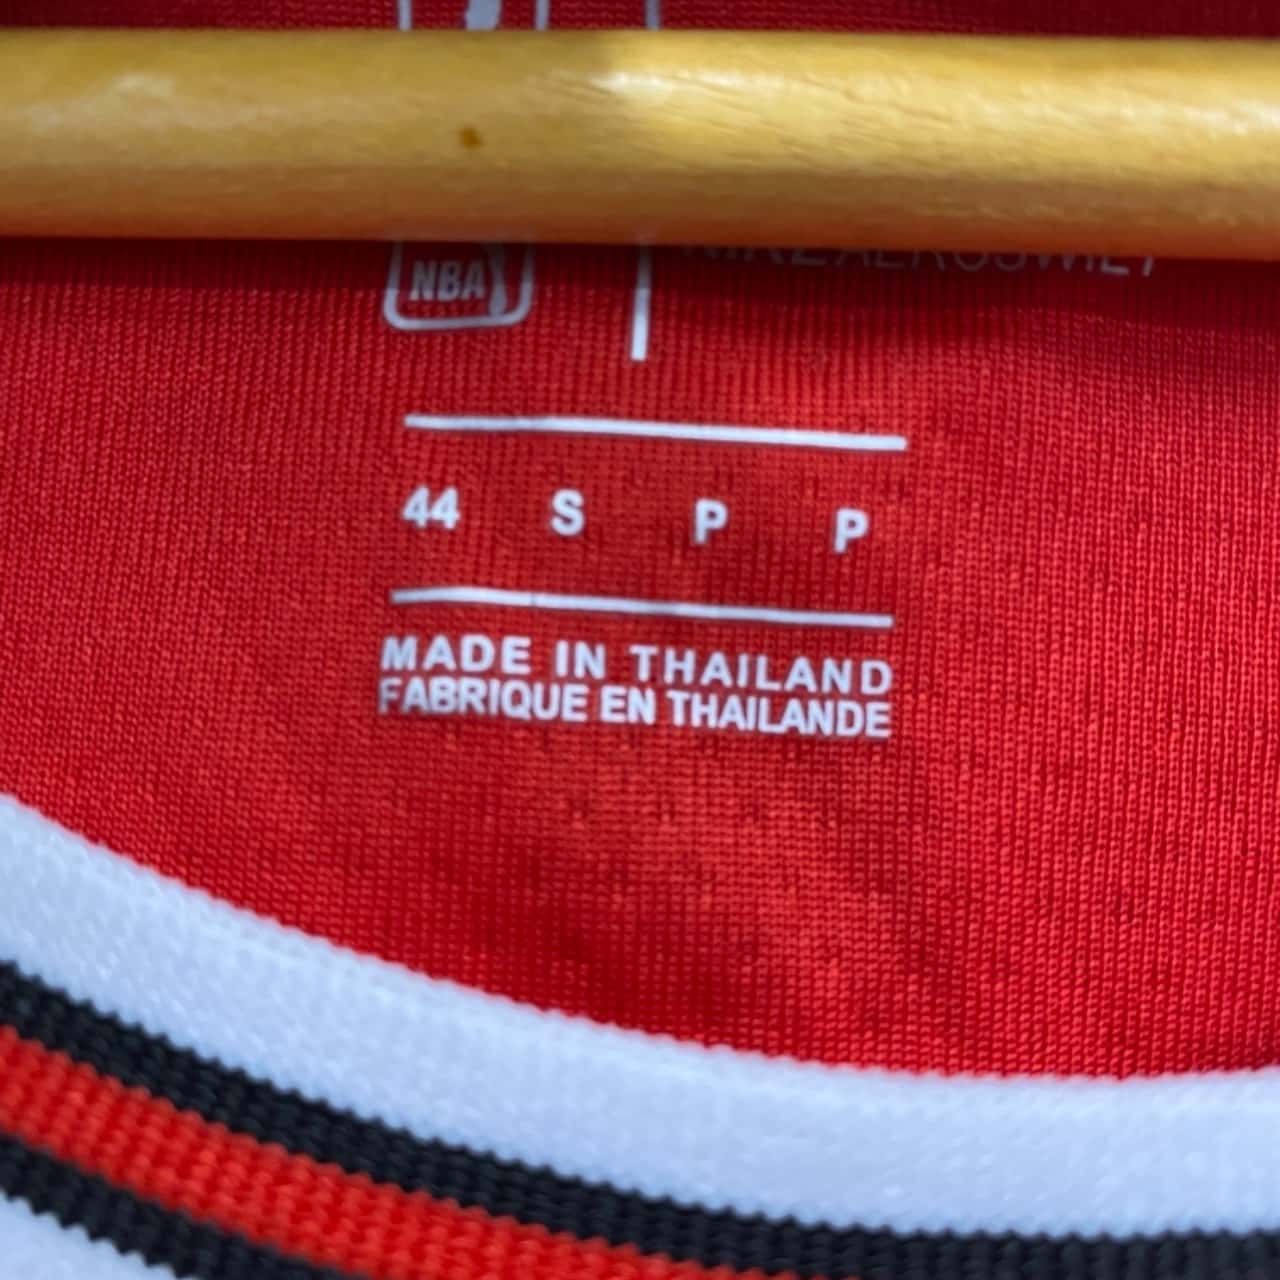 NBA
44 S P P
MADE IN THAILAND
FABRIQUE EN THAILANDE